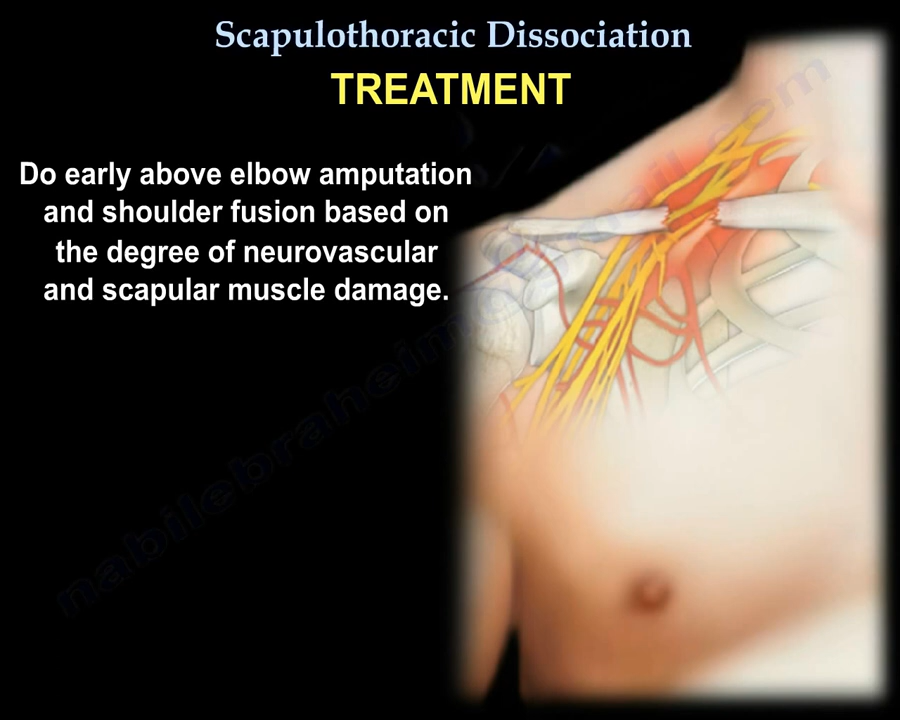 Scapulothoracic Dissociation
TREATMENT
Do early above elbow amputation
and shoulder fusion based on
the degree of neurovascular
and scapular muscle damage.